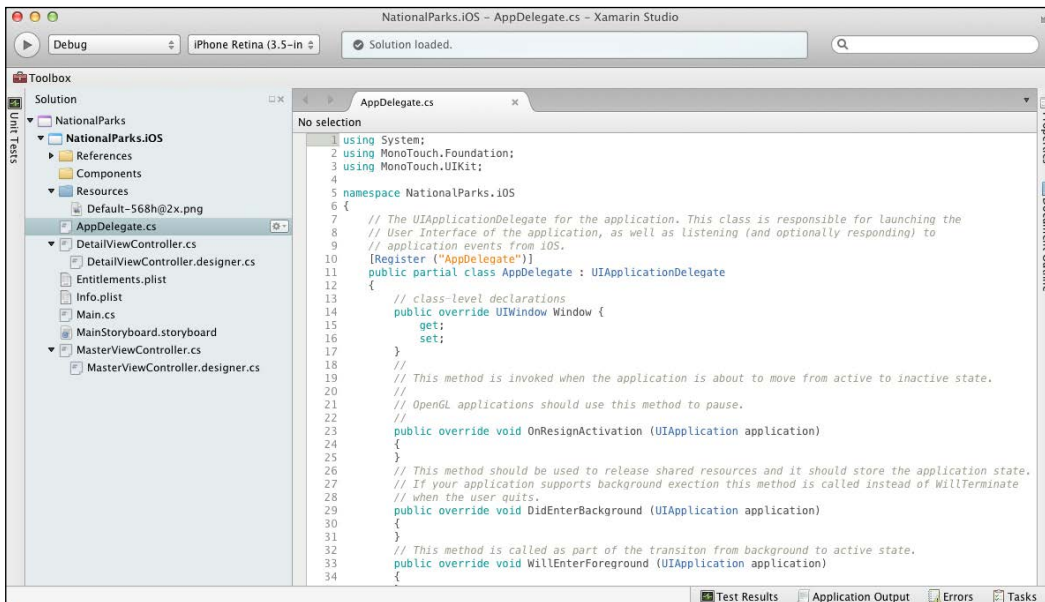 NationalParks.iOS – AppDelegate.cs – Xamarin Studio
Debug
iPhone Retina (3.5-in
Solution loaded.
Toolbox
Unit Tests
Solution
NationalParks
NationalParks.iOS
References
Components
Resources
Default-568h@2x.png
AppDelegate.cs
DetailViewController.cs
DetailViewController.designer.cs
Entitlements.plist
Info.plist
Main.cs
MainStoryboard.storyboard
MasterViewController.cs
MasterViewController.designer.cs
AppDelegate.cs
No selection
1 using System;
2 using MonoTouch.Foundation;
3 using MonoTouch.UIKit;
4
5 namespace NationalParks.iOS
6 {
7 // The UIApplicationDelegate for the application. This class is responsible for launching the
8 // User Interface of the application, as well as listening (and optionally responding) to
9 // application events from iOS.
10 [Register ("AppDelegate")]
11 public partial class AppDelegate : UIApplicationDelegate
12 {
13 // class-level declarations
14 public override UIWindow Window {
15 get;
16 set;
17 }
18 //
19 // This method is invoked when the application is about to move from active to inactive state.
20 //
21 // OpenGL applications should use this method to pause.
22 //
23 public override void OnResignActivation (UIApplication application)
24 {
25 }
26 // This method should be used to release shared resources and it should store the application state.
27 // If your application supports background exection this method is called instead of WillTerminate
28 // when the user quits.
29 public override void DidEnterBackground (UIApplication application)
30 {
31 }
32 // This method is called as part of the transiton from background to active state.
33 public override void WillEnterForeground (UIApplication application)
34 {
Test Results
Application Output
Errors
Tasks